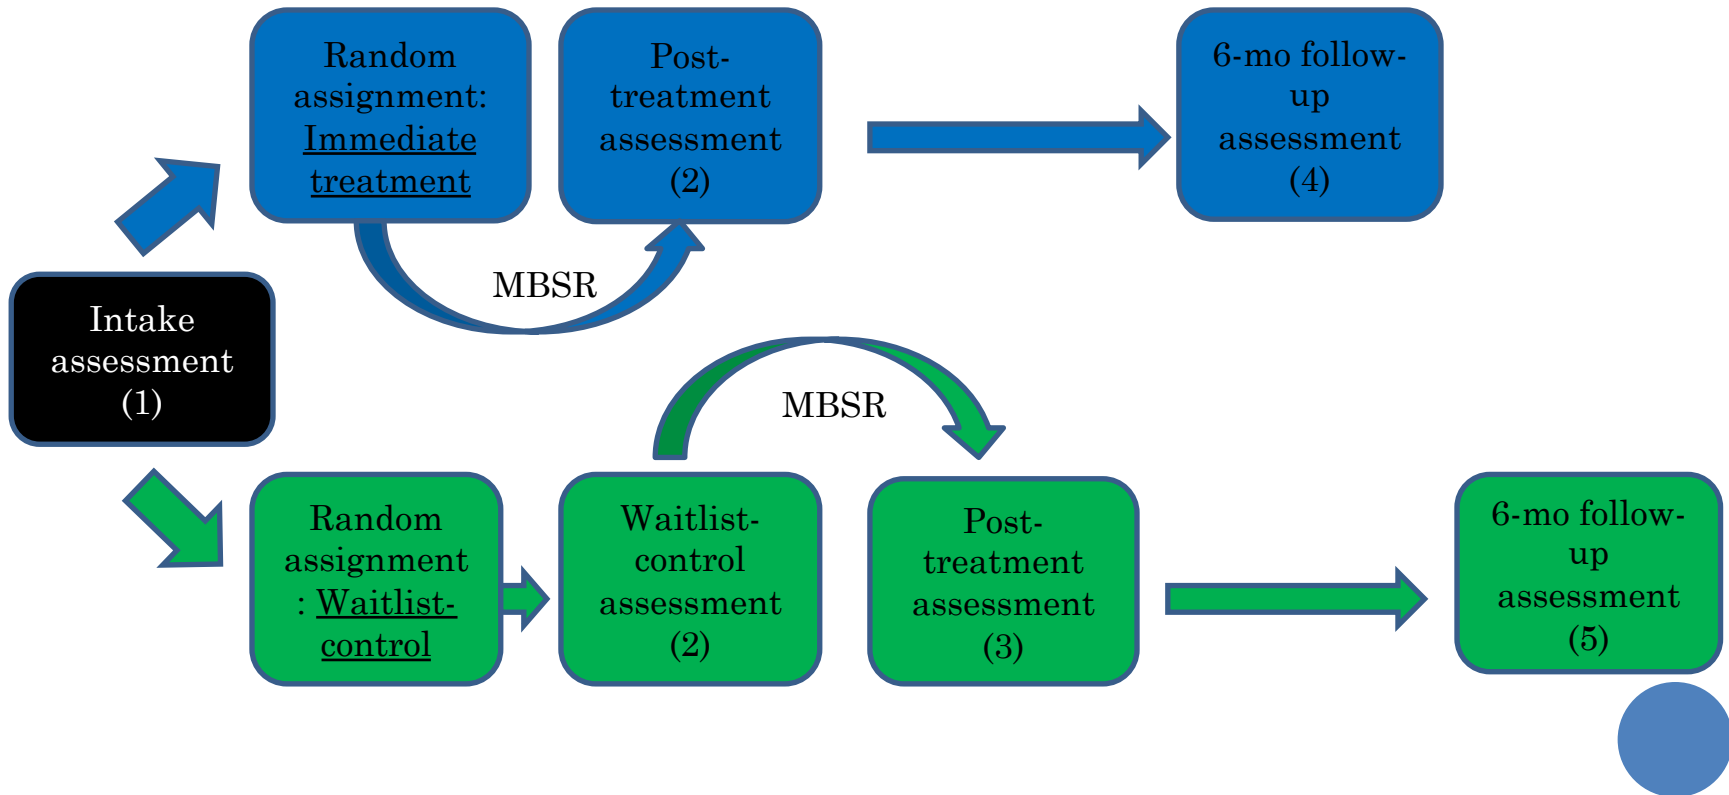 Random
assignment:
Immediate
treatment
Post-
treatment
assessment
(2)
6-mo follow-
up
assessment
(4)
MBSR
Intake
assessment
(1)
MBSR
Random
assignment
: Waitlist-
control
Waitlist-
control
assessment
(2)
Post-
treatment
assessment
(3)
6-mo follow-
up
assessment
(5)